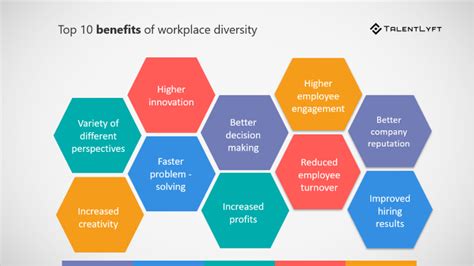 Top 10 benefits of workplace diversity
TALENTLYFT
Variety of
different
perspectives
Higher
innovation
Better
decision
making
Higher
employee
engagement
Better
company
reputation
Increased
creativity
Faster
problem -
solving
Increased
profits
Reduced
employee
turnover
Improved
hiring
results